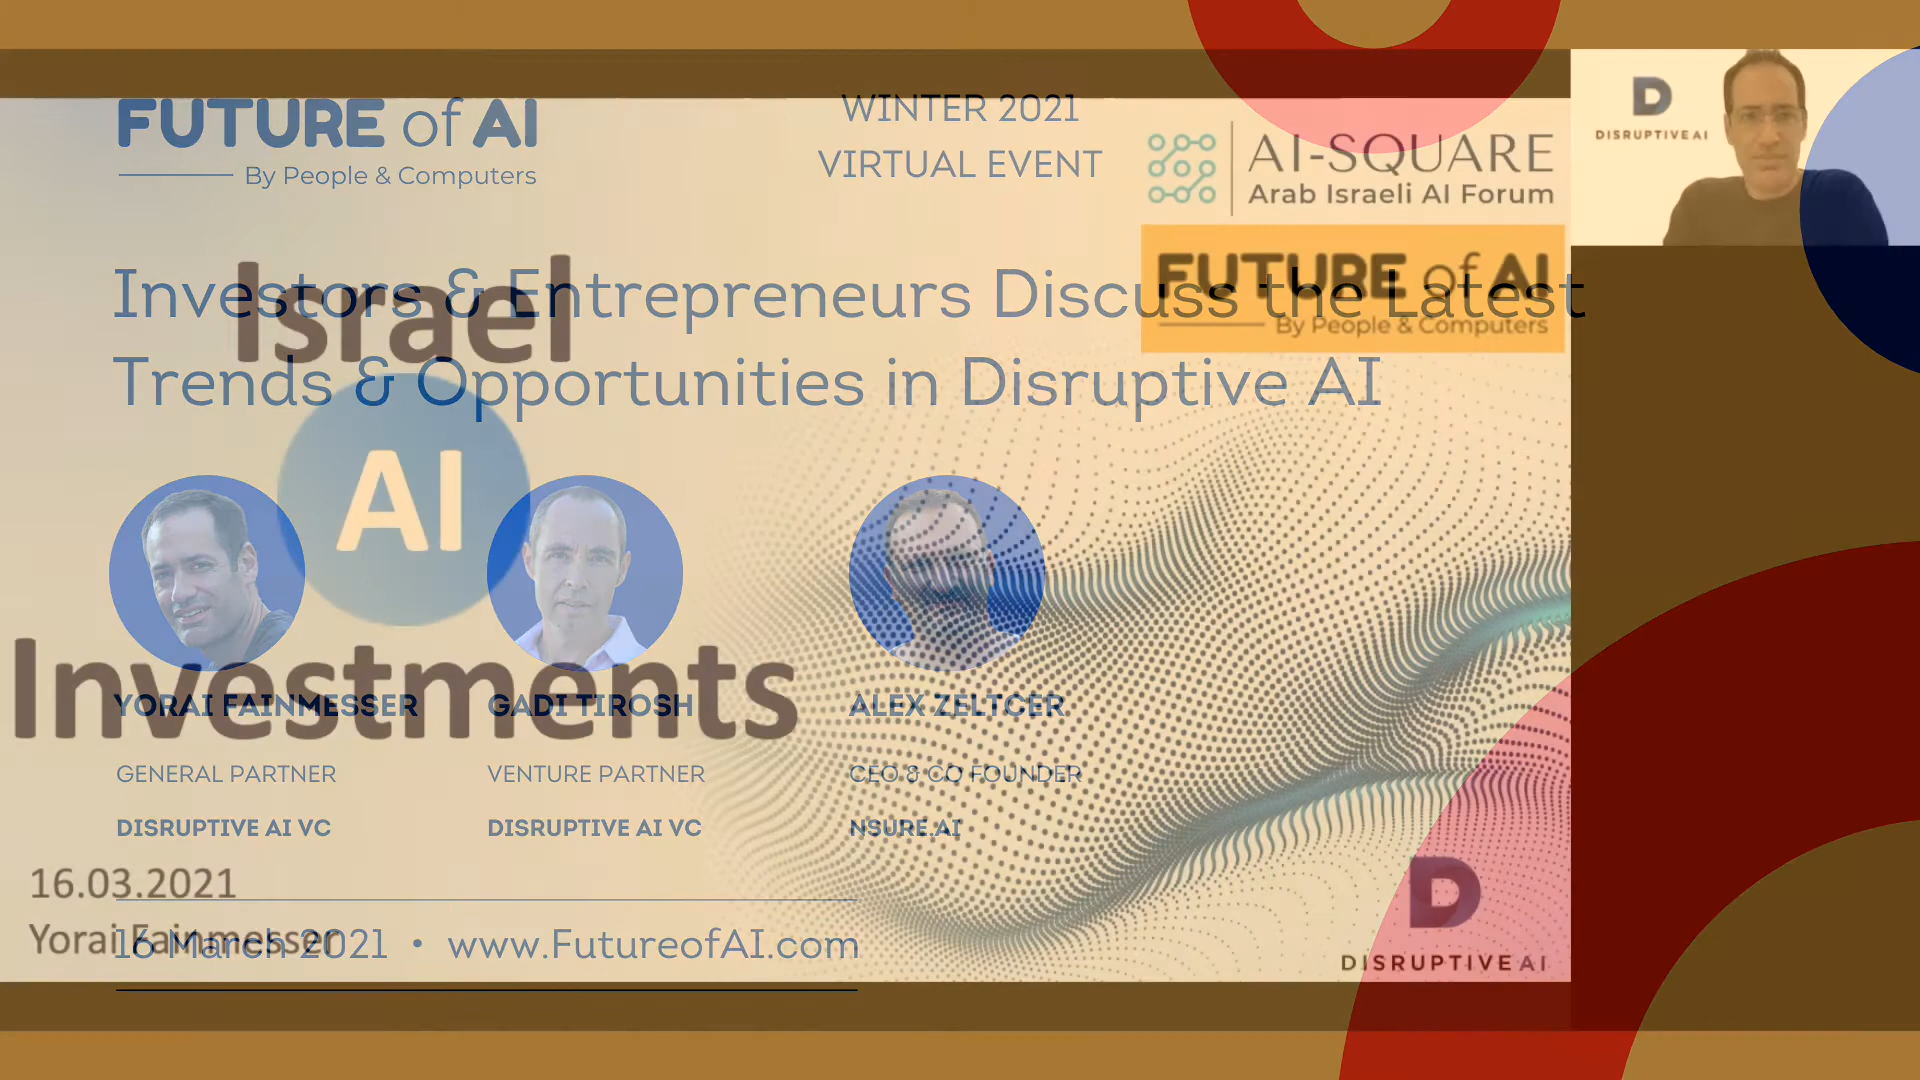 FUTURE of AI
By People & Computers
WINTER 2021
VIRTUAL EVENT
AI-SQUARE
Arab Israeli AI Forum
DISRUPTIVE AI
FUTURE of AI
By People & Computers
Investors & Entrepreneurs Discuss the Latest
Trends & Opportunities in Disruptive AI
Israel
AI
Investments
YORAI FAINMESSER
GENERAL PARTNER
DISRUPTIVE AI VC
GADI TIROSH
VENTURE PARTNER
DISRUPTIVE AI VC
ALEX ZELTCER
CEO & CO FOUNDER
NSURE.AI
16.03.2021
Yorai Fainmesser
16 March 2021 • www.FutureofAI.com
D
DISRUPTIVE AI